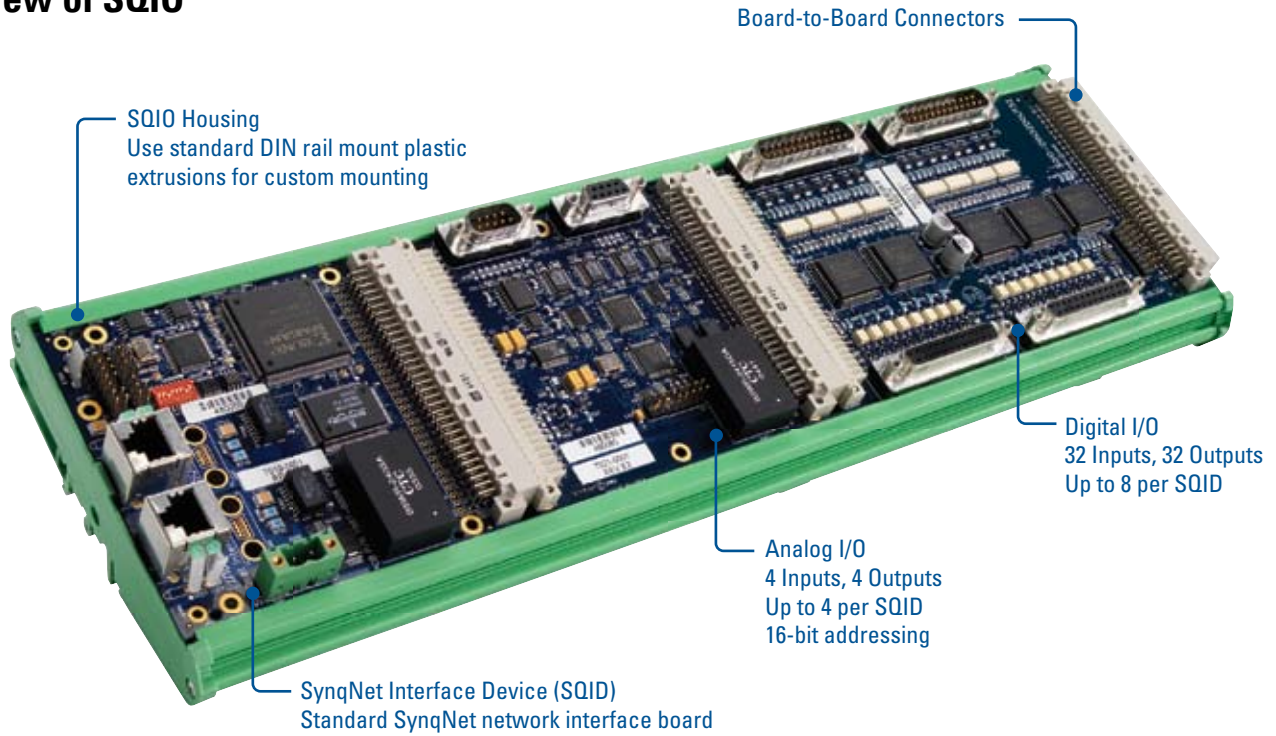 ew of SQIO
Board-to-Board Connectors
SQIO Housing
Use standard DIN rail mount plastic
extrusions for custom mounting
Digital I/O
32 Inputs, 32 Outputs
Up to 8 per SQID
Analog I/O
4 Inputs, 4 Outputs
Up to 4 per SQID
16-bit addressing
SynqNet Interface Device (SQID)
Standard SynqNet network interface board